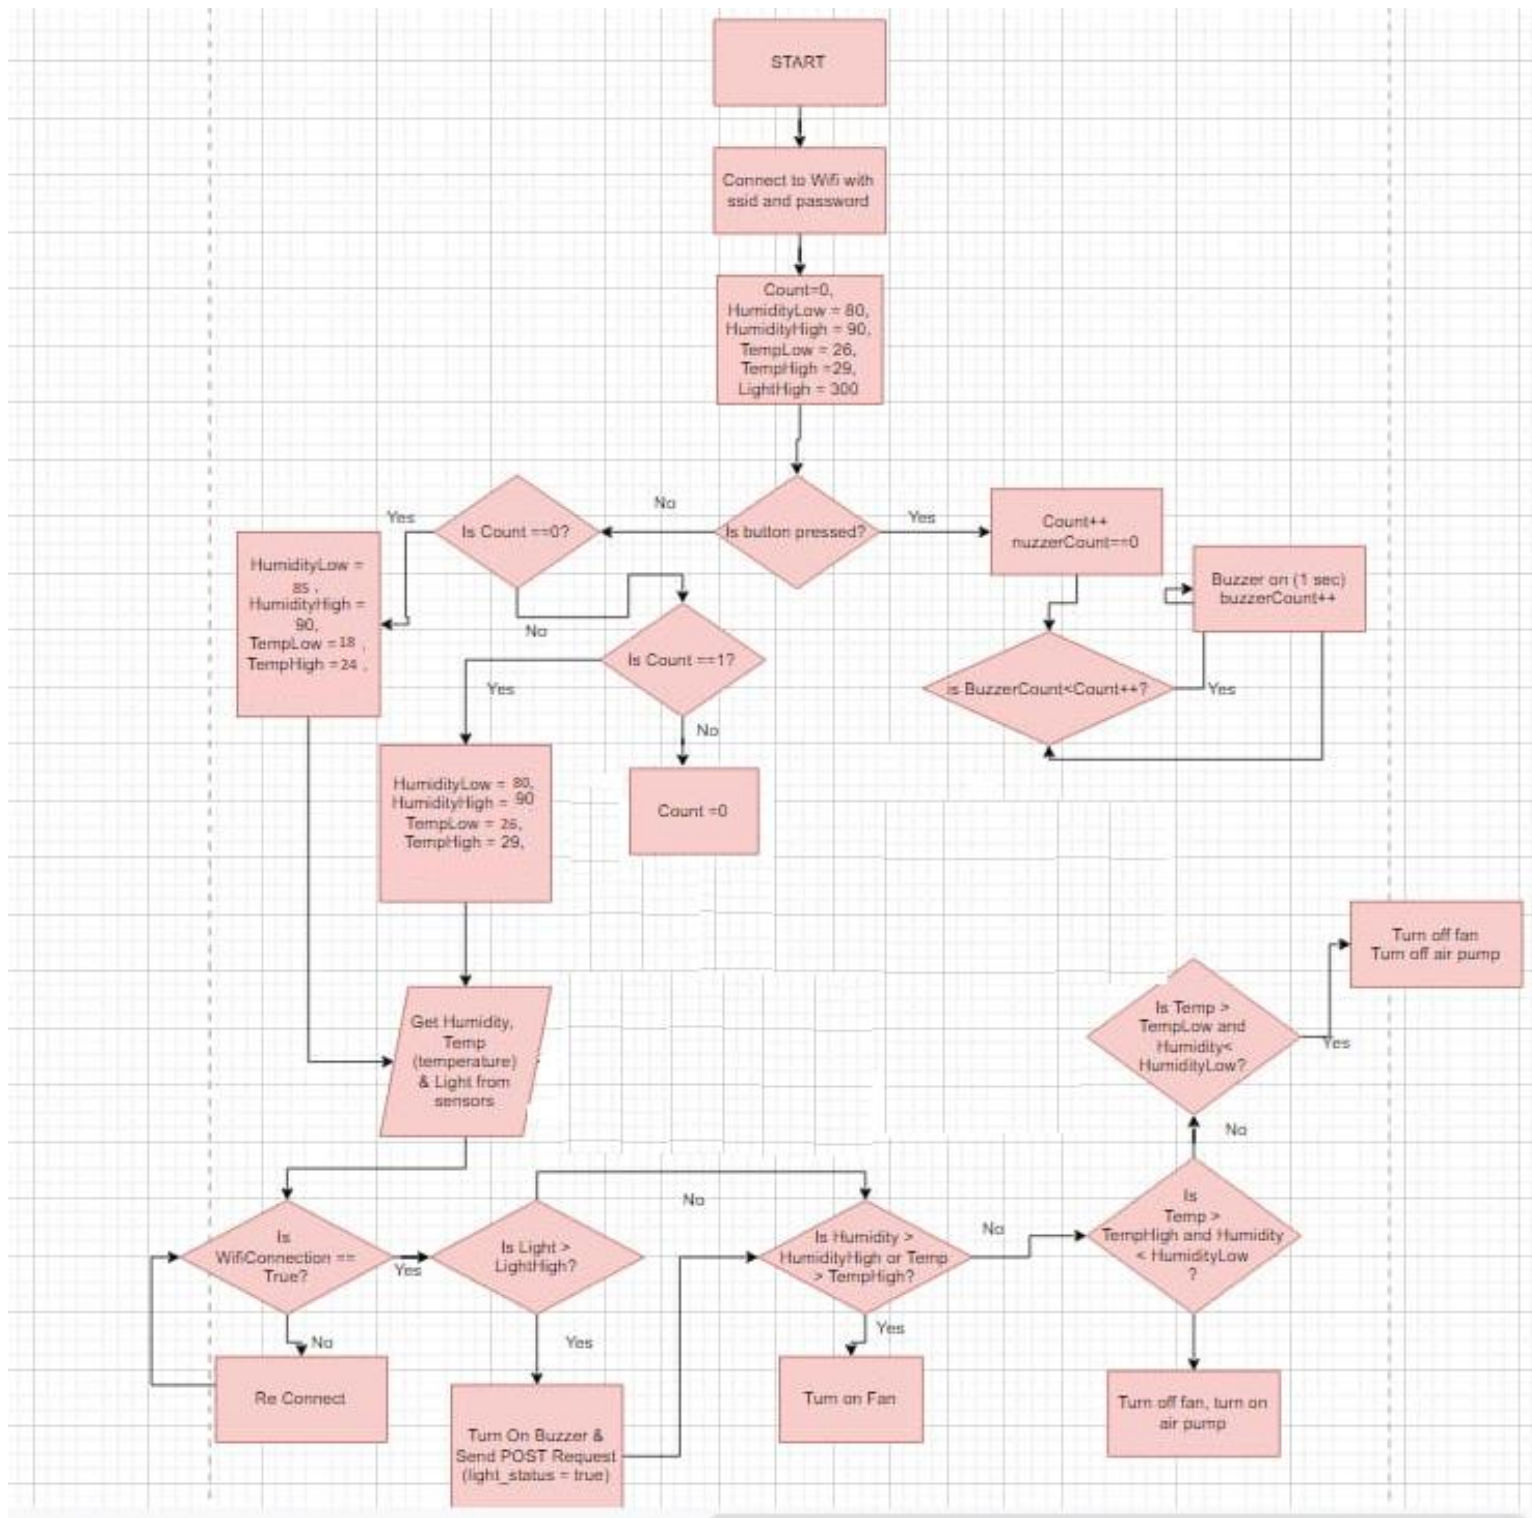 START
Connect to Wifi with
ssid and password
Count=0,
HumidityLow = 80,
HumidityHigh = 90,
TempLow = 26,
TempHigh =29,
LightHigh = 300
Is button pressed?
No
Yes
Is Count ==0?
Yes
No
HumidityLow =
85 ,
HumidityHigh =
90,
TempLow =18 ,
TempHigh =24 ,
Count++
nuzzerCount==0
Buzzer on (1 sec)
buzzerCount++
is BuzzerCount<Count++?
Yes
Is Count ==1?
Yes
No
HumidityLow = 80,
HumidityHigh = 90
TempLow = 26,
TempHigh = 29,
Count =0
Get Humidity,
Temp
(temperature)
& Light from
sensors
Turn off fan
Turn off air pump
Is Temp >
TempLow and
Humidity<
HumidityLow?
Yes
No
Is
WifiConnection ==
True?
Yes
No
Re Connect
Is Light >
LightHigh?
No
Yes
Turn On Buzzer &
Send POST Request
(light_status = true)
Is Humidity >
HumidityHigh or Temp
> TempHigh?
No
Yes
Turn on Fan
Is
Temp >
TempHigh and Humidity
< HumidityLow
?
Turn off fan, turn on
air pump